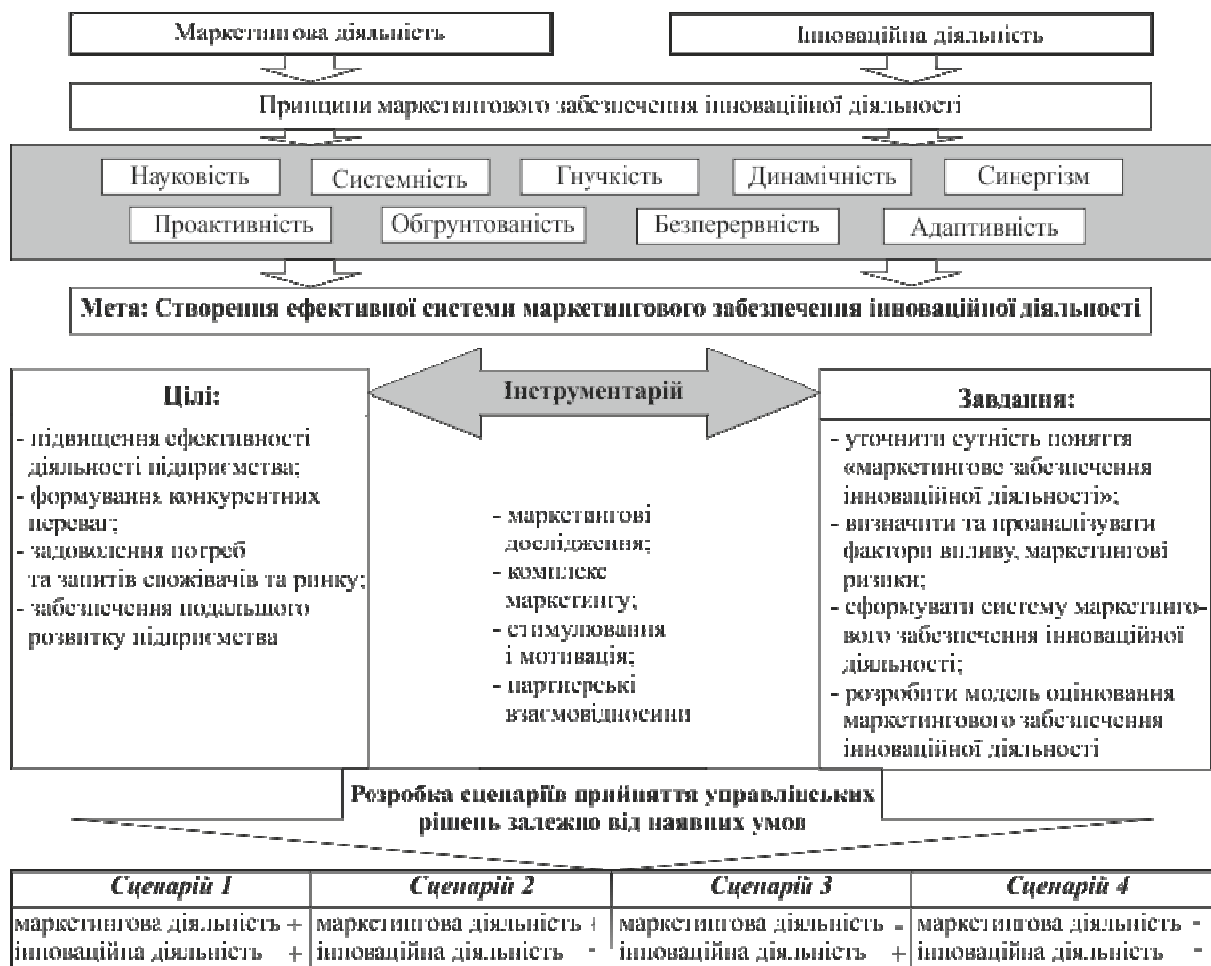 Маркетингова діяльність
Інноваційна діяльність
Принципи маркетингового забезпечення інноваційної діяльності
Науковість
Системність
Гнучкість
Динамічність
Синергізм
Проактивність
Обгрунтованість
Безперервність
Адаптивність
Мета: Створення ефективної системи маркетингового забезпечення інноваційної діяльності
Цілі:
- підвищення ефективності
діяльності підприємства;
- формування конкурентних
переваг;
- задоволення потреб
та запитів споживачів та ринку;
- забезпечення подальшого
розвитку підприємства
Інструментарій
- маркетингові
дослідження;
- комплекс
маркетингу;
- стимулювання
і мотивація;
- партнерські
взаємовідносини
Завдання:
- уточнити сутність поняття
«маркетингове забезпечення
інноваційної діяльності»;
- визначити та проаналізувати
фактори впливу, маркетингові
ризики;
- сформувати систему маркетинго-
вого забезпечення інноваційної
діяльності;
- розробити модель оцінювання
маркетингового забезпечення
інноваційної діяльності
Розробка сценаріїв прийняття управлінських
рішень залежно від наявних умов
Сценарій 1
Сценарій 2
Сценарій 3
Сценарій 4
маркетингова діяльність +
маркетингова діяльність +
маркетингова діяльність -
маркетингова діяльність -
інноваційна діяльність +
інноваційна діяльність -
інноваційна діяльність +
інноваційна діяльність -